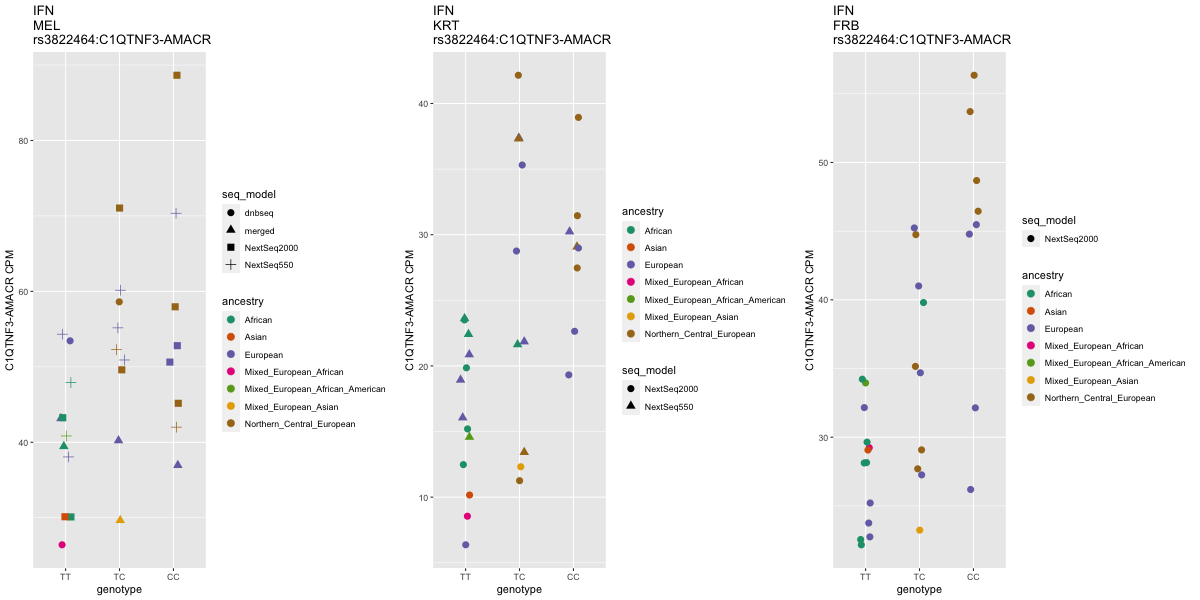 IFN
MEL
rs3822464:C1QTNF3-AMACR
C1QTNF3-AMACR CPM
80
60
40
TT
TC
CC
genotype
seq_model
dnbseq
merged
NextSeq2000
NextSeq550
ancestry
African
Asian
European
Mixed_European_African
Mixed_European_African_American
Mixed_European_Asian
Northern_Central_European
IFN
KRT
rs3822464:C1QTNF3-AMACR
C1QTNF3-AMACR CPM
40
30
20
10
TT
TC
CC
genotype
ancestry
African
Asian
European
Mixed_European_African
Mixed_European_African_American
Mixed_European_Asian
Northern_Central_European
seq_model
NextSeq2000
NextSeq550
IFN
FRB
rs3822464:C1QTNF3-AMACR
C1QTNF3-AMACR CPM
50
40
30
TT
TC
CC
genotype
seq_model
NextSeq2000
ancestry
African
Asian
European
Mixed_European_African
Mixed_European_African_American
Mixed_European_Asian
Northern_Central_European